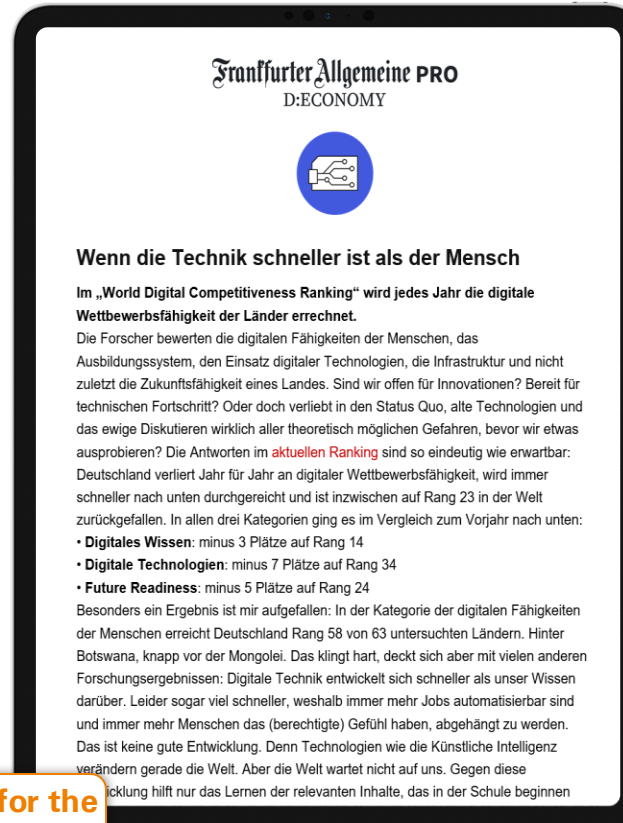 Frankfurter Allgemeine PRO
D:ECONOMY
Wenn die Technik schneller ist als der Mensch
Im „World Digital Competitiveness Ranking“ wird jedes Jahr die digitale
Wettbewerbsfähigkeit der Länder errechnet.
Die Forscher bewerten die digitalen Fähigkeiten der Menschen, das
Ausbildungssystem, den Einsatz digitaler Technologien, die Infrastruktur und nicht
zuletzt die Zukunftsfähigkeit eines Landes. Sind wir offen für Innovationen? Bereit für
technischen Fortschritt? Oder doch verliebt in den Status Quo, alte Technologien und
das ewige Diskutieren wirklich aller theoretisch möglichen Gefahren, bevor wir etwas
ausprobieren? Die Antworten im aktuellen Ranking sind so eindeutig wie erwartbar:
Deutschland verliert Jahr für Jahr an digitaler Wettbewerbsfähigkeit, wird immer
schneller nach unten durchgereicht und ist inzwischen auf Rang 23 in der Welt
zurückgefallen. In allen drei Kategorien ging es im Vergleich zum Vorjahr nach unten:
• Digitales Wissen: minus 3 Plätze auf Rang 14
• Digitale Technologien: minus 7 Plätze auf Rang 34
• Future Readiness: minus 5 Plätze auf Rang 24
Besonders ein Ergebnis ist mir aufgefallen: In der Kategorie der digitalen Fähigkeiten
der Menschen erreicht Deutschland Rang 58 von 63 untersuchten Ländern. Hinter
Botswana, knapp vor der Mongolei. Das klingt hart, deckt sich aber mit vielen anderen
Forschungsergebnissen: Digitale Technik entwickelt sich schneller als unser Wissen
darüber. Leider sogar viel schneller, weshalb immer mehr Jobs automatisierbar sind
und immer mehr Menschen das (berechtigte) Gefühl haben, abgehängt zu werden.
Das ist keine gute Entwicklung. Denn Technologien wie die Künstliche Intelligenz
verändern gerade die Welt. Aber die Welt wartet nicht auf uns. Gegen diese
icklung hilft nur das Lernen der relevanten Inhalte, das in der Schule beginnen
for the